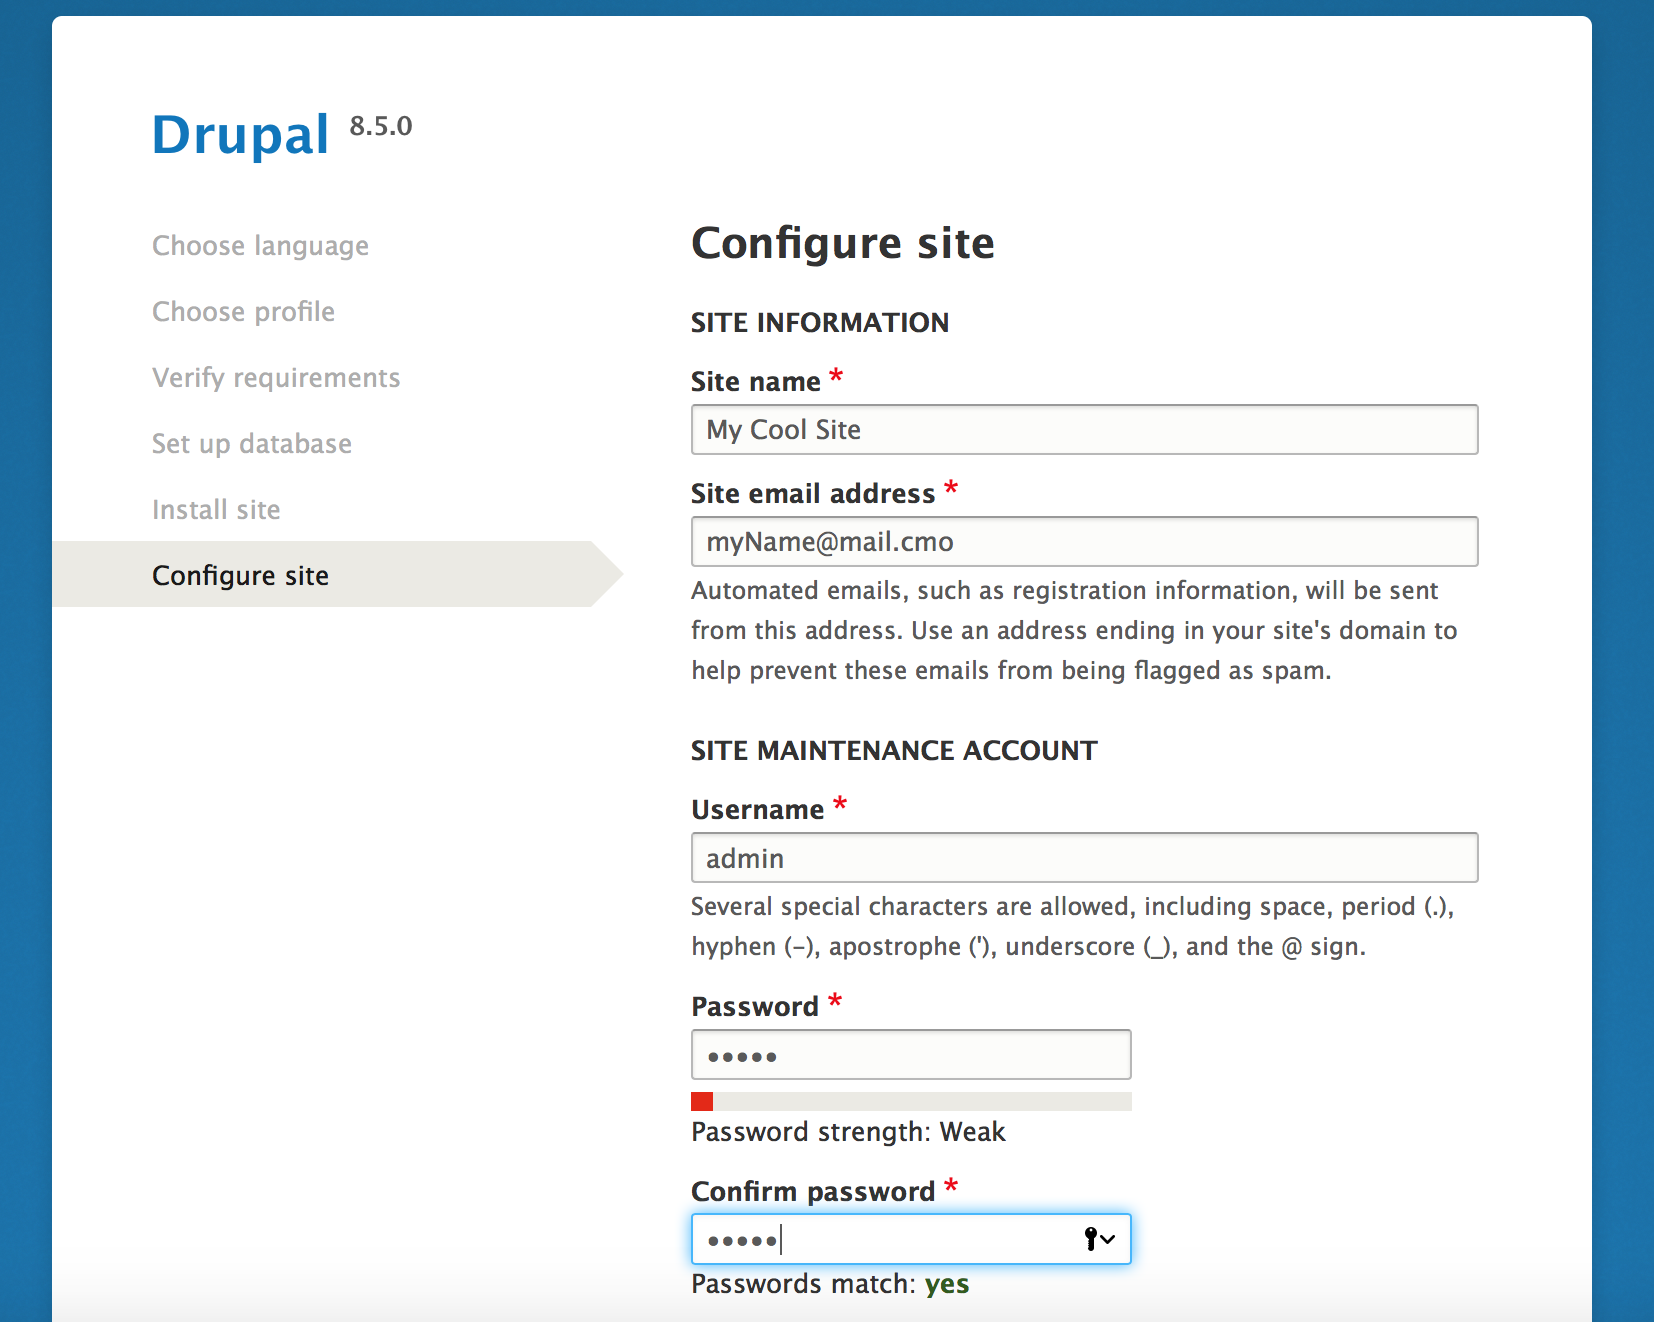 Drupal 8.5.0
Choose language
Choose profile
Verify requirements
Set up database
Install site
Configure site
Configure site
SITE INFORMATION
Site name *
My Cool Site
Site email address *
myName@mail.cmo
Automated emails, such as registration information, will be sent
from this address. Use an address ending in your site's domain to
help prevent these emails from being flagged as spam.
SITE MAINTENANCE ACCOUNT
Username *
admin
Several special characters are allowed, including space, period (.),
hyphen (-), apostrophe ('), underscore (_), and the @ sign.
Password *
•••••
Password strength: Weak
Confirm password *
•••••
Passwords match: yes